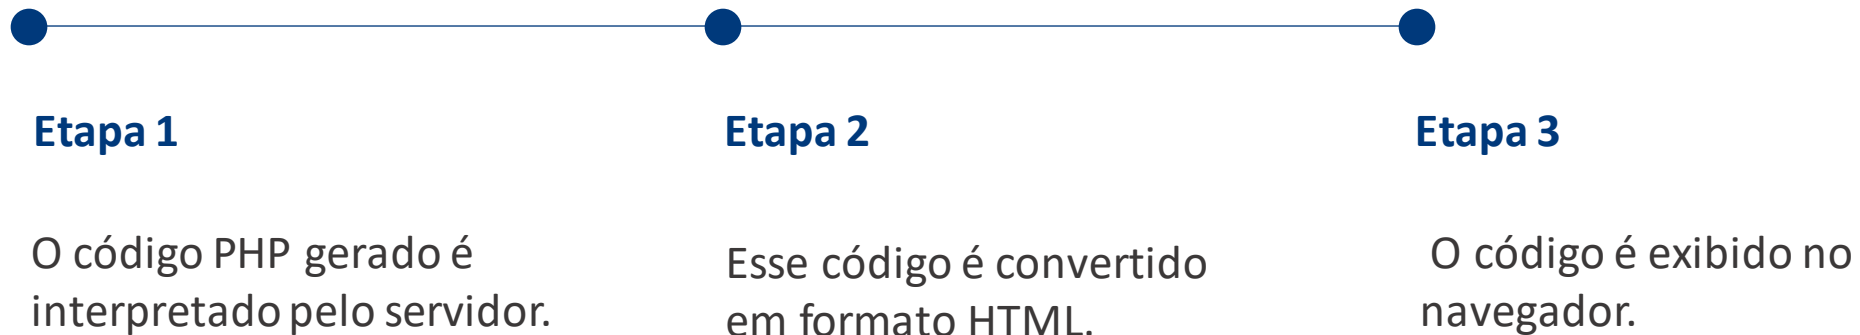 Etapa 1
O código PHP gerado é
interpretado pelo servidor.
Etapa 2
Esse código é convertido
em formato HTML.
Etapa 3
O código é exibido no
navegador.